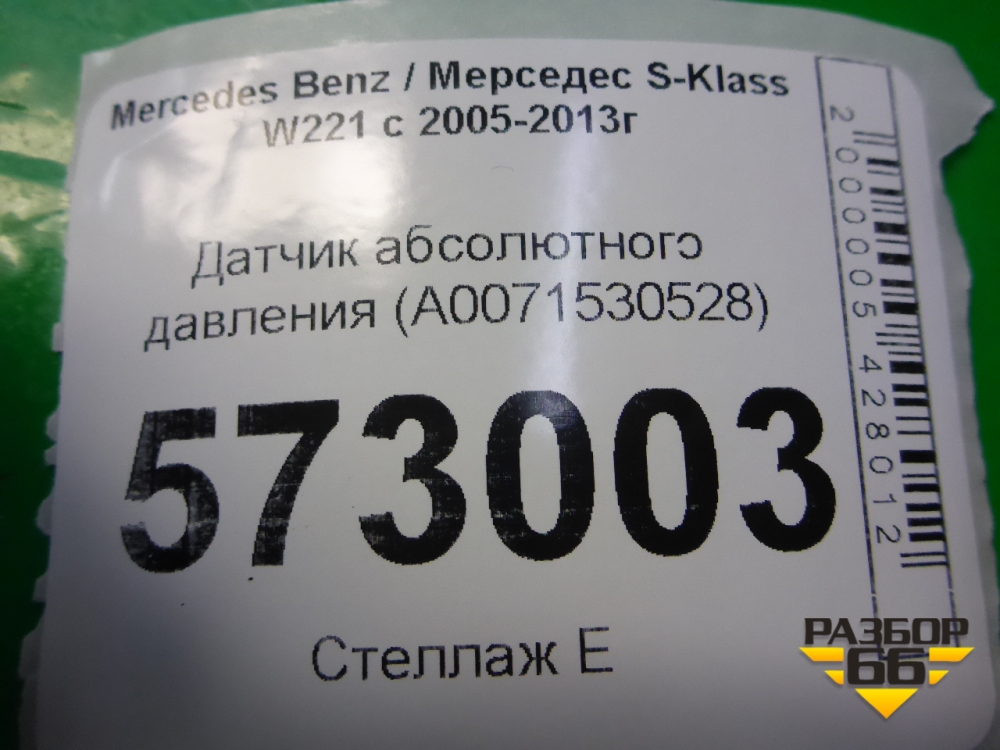 Mercedes Benz / Мерседес S-Klass
W221 с 2005-2013г
Датчик абсолютного
давления (A0071530528)
573003
Стеллаж Е
2000005428012
РАЗБОР
66